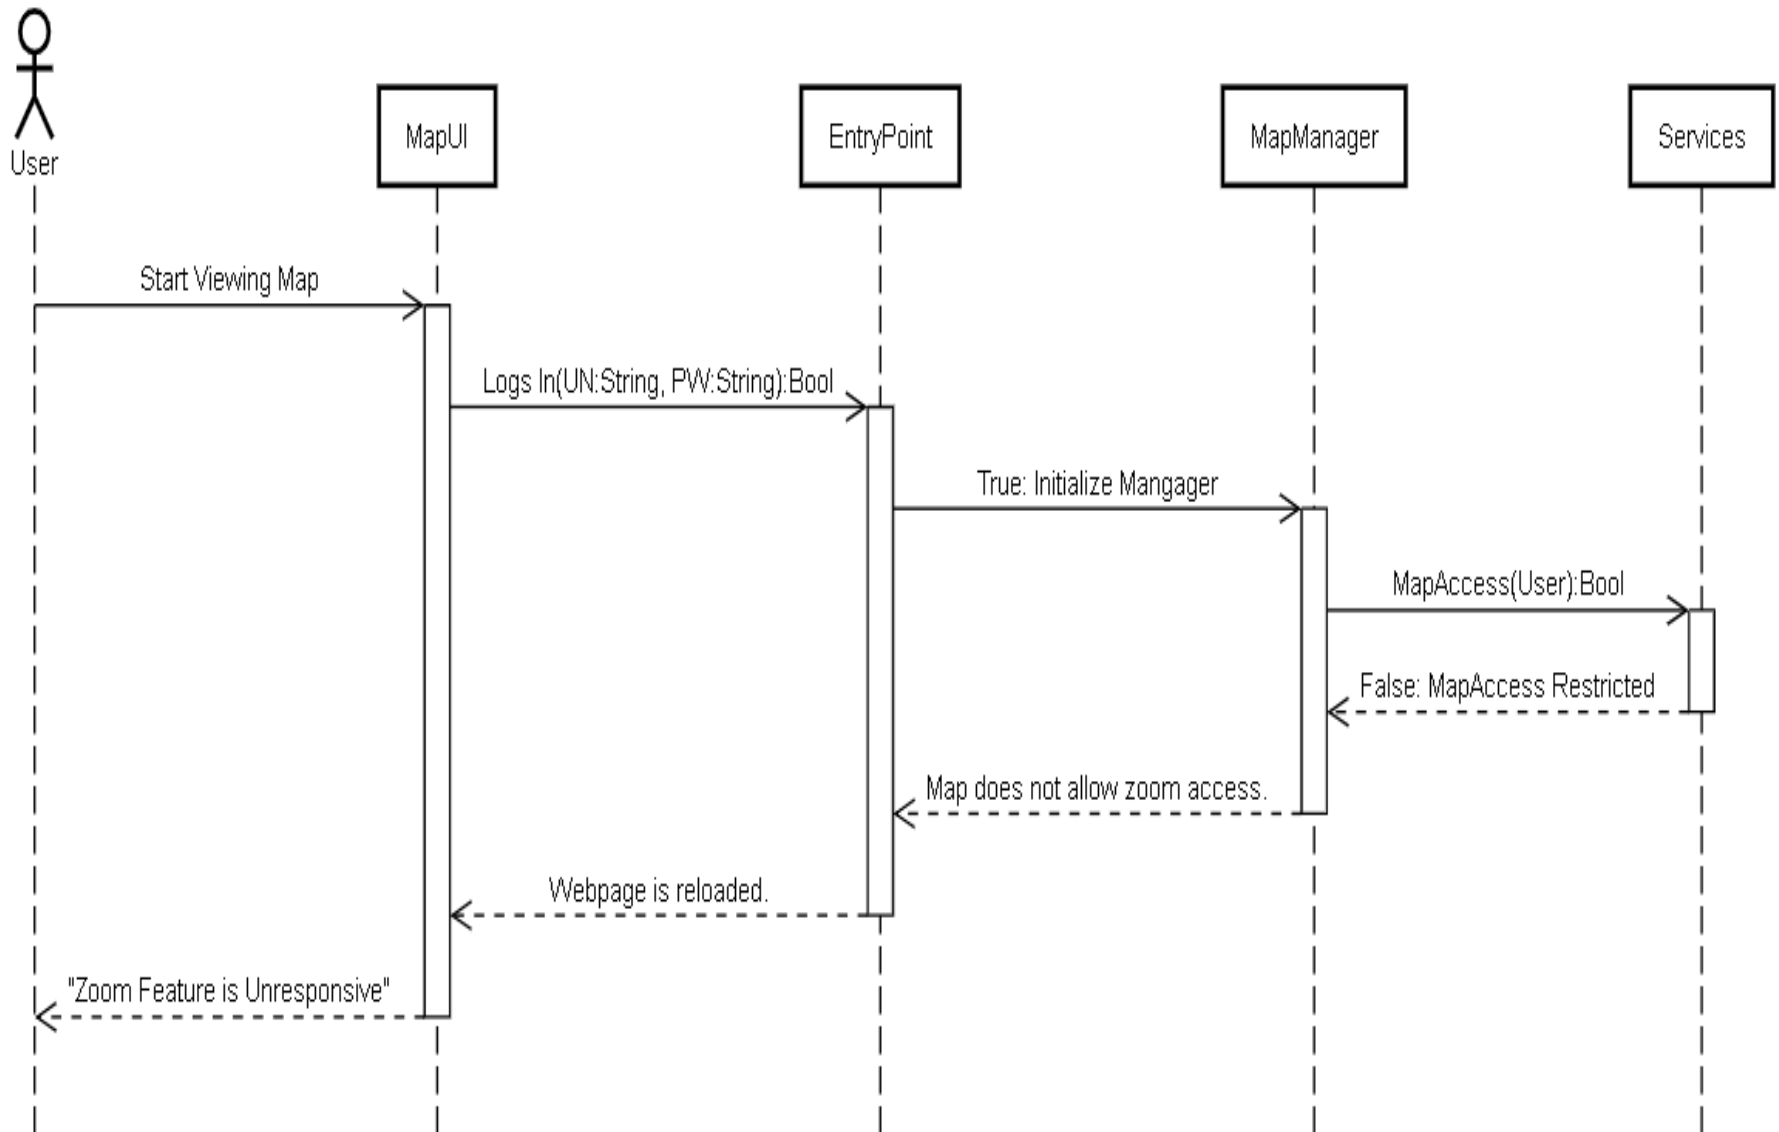 User
MapUI
EntryPoint
MapManager
Services
Start Viewing Map
Logs In(UN:String, PW:String):Bool
True: Initialize Mangager
MapAccess(User):Bool
False: MapAccess Restricted
Map does not allow zoom access.
Webpage is reloaded.
"Zoom Feature is Unresponsive"